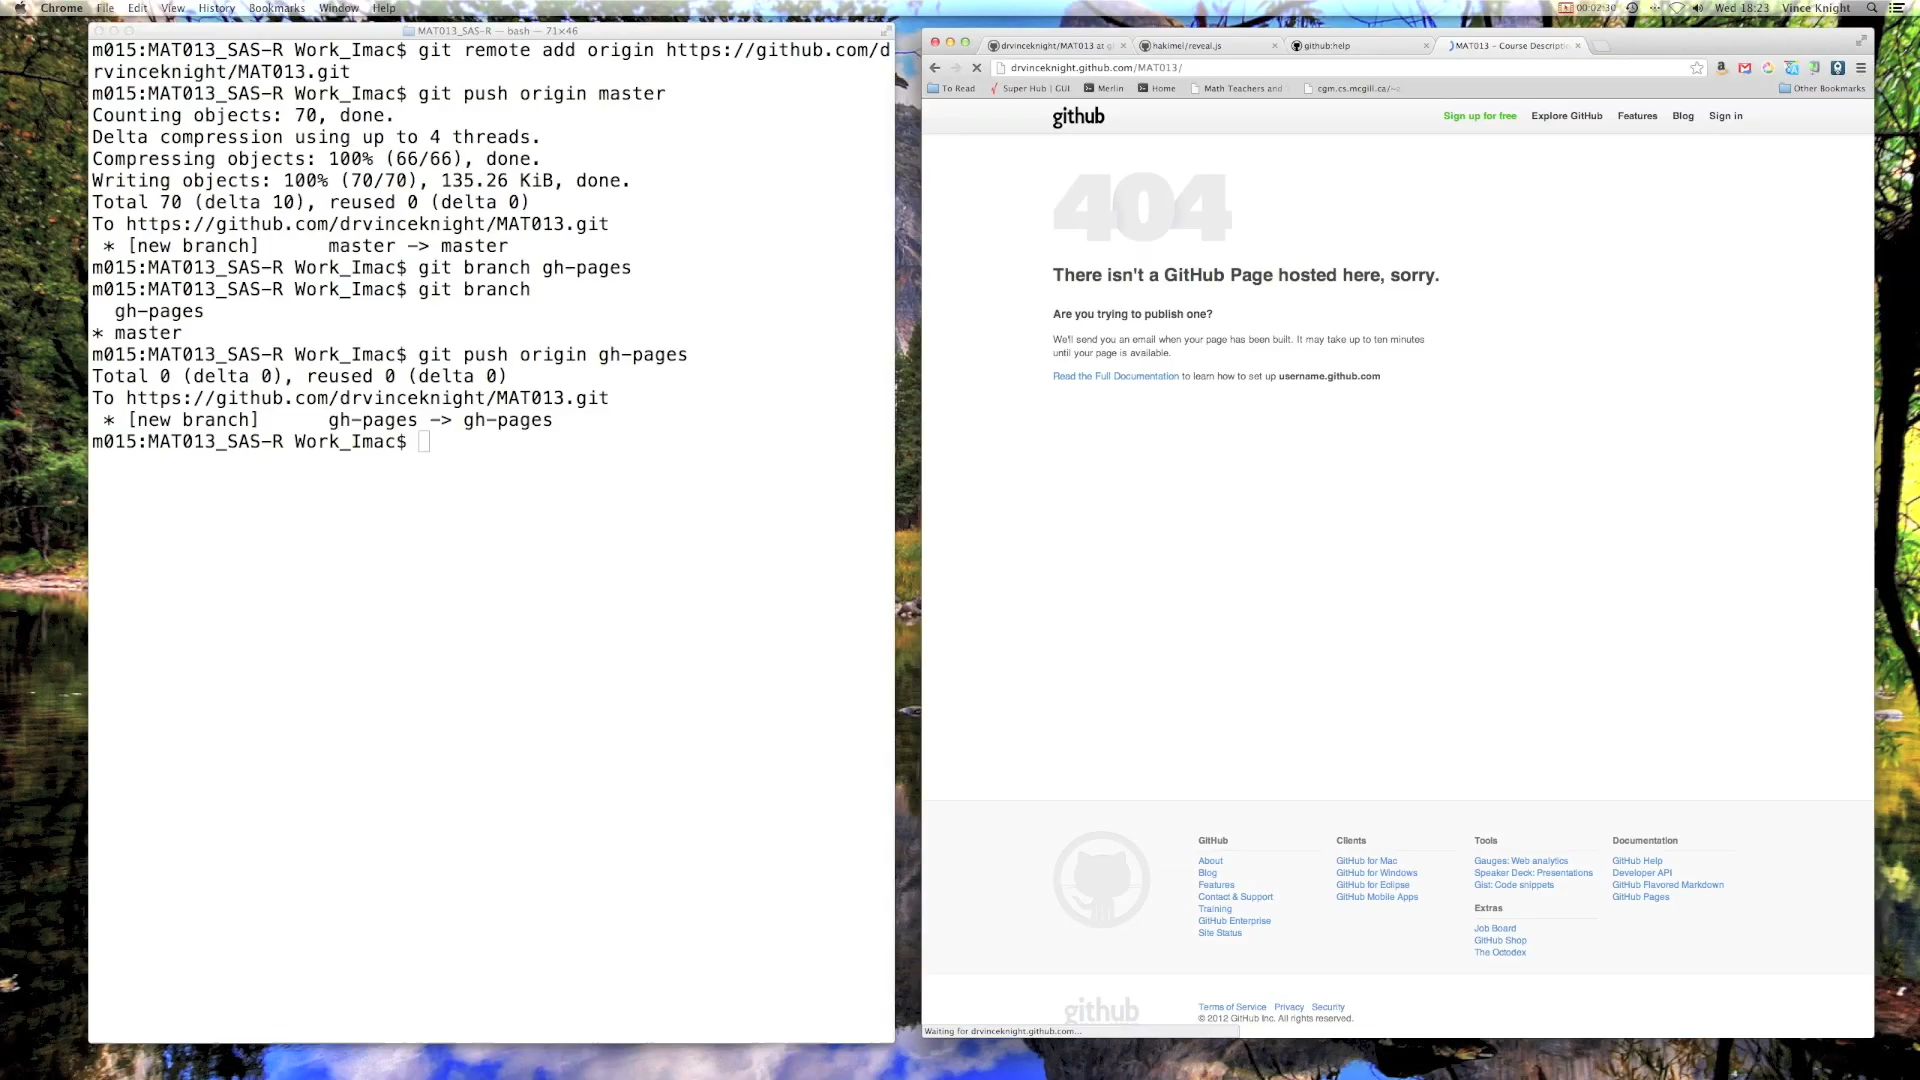 Chrome File Edit View History Bookmarks Window Help
00:02:30 Wed 18:23 Vince Knight
MAT013_SAS-R — bash — 71×46
m015:MAT013_SAS-R Work_Imac$ git remote add origin https://github.com/d
rvinceknight/MAT013.git
m015:MAT013_SAS-R Work_Imac$ git push origin master
Counting objects: 70, done.
Delta compression using up to 4 threads.
Compressing objects: 100% (66/66), done.
Writing objects: 100% (70/70), 135.26 KiB, done.
Total 70 (delta 10), reused 0 (delta 0)
To https://github.com/drvinceknight/MAT013.git
* [new branch] master -> master
m015:MAT013_SAS-R Work_Imac$ git branch gh-pages
m015:MAT013_SAS-R Work_Imac$ git branch
gh-pages
* master
m015:MAT013_SAS-R Work_Imac$ git push origin gh-pages
Total 0 (delta 0), reused 0 (delta 0)
To https://github.com/drvinceknight/MAT013.git
* [new branch] gh-pages -> gh-pages
m015:MAT013_SAS-R Work_Imac$
drvinceknight/MAT013 at g hakimel/reveal.js github:help MAT013 - Course Descripti
drvinceknight.github.com/MAT013/
To Read Super Hub | GUI Merlin Home Math Teachers and cgm.cs.mcgill.ca/~ Other Bookmarks
github Sign up for free Explore GitHub Features Blog Sign in
404
There isn't a GitHub Page hosted here, sorry.
Are you trying to publish one?
We'll send you an email when your page has been built. It may take up to ten minutes
until your page is available.
Read the Full Documentation to learn how to set up username.github.com
GitHub
About
Blog
Features
Contact & Support
Training
GitHub Enterprise
Site Status
Clients
GitHub for Mac
GitHub for Windows
GitHub for Eclipse
GitHub Mobile Apps
Tools
Gauges: Web analytics
Speaker Deck: Presentations
Gist: Code snippets
Extras
Job Board
GitHub Shop
The Octodex
Documentation
GitHub Help
Developer API
GitHub Flavored Markdown
GitHub Pages
github
Terms of Service Privacy Security
© 2012 GitHub Inc. All rights reserved.
Waiting for drvinceknight.github.com...